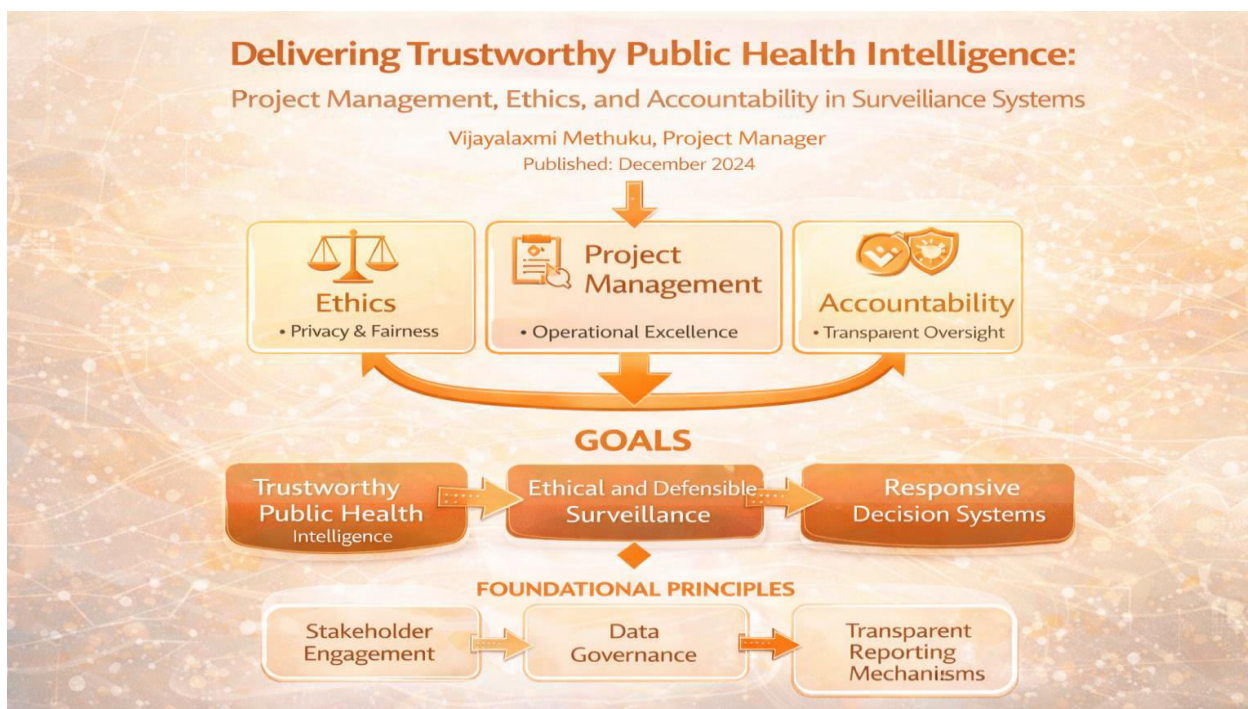 Delivering Trustworthy Public Health Intelligence:
Project Management, Ethics, and Accountability in Surveillance Systems
Vijayalaxmi Methuku, Project Manager
Published: December 2024
Ethics
• Privacy & Fairness
Project
Management
• Operational Excellence
Accountability
• Transparent Oversight
GOALS
Trustworthy
Public Health
Intelligence
Ethical and Defensible
Surveillance
Responsive
Decision Systems
FOUNDATIONAL PRINCIPLES
Stakeholder
Engagement
Data
Governance
Transparent
Reporting
Mechanisms